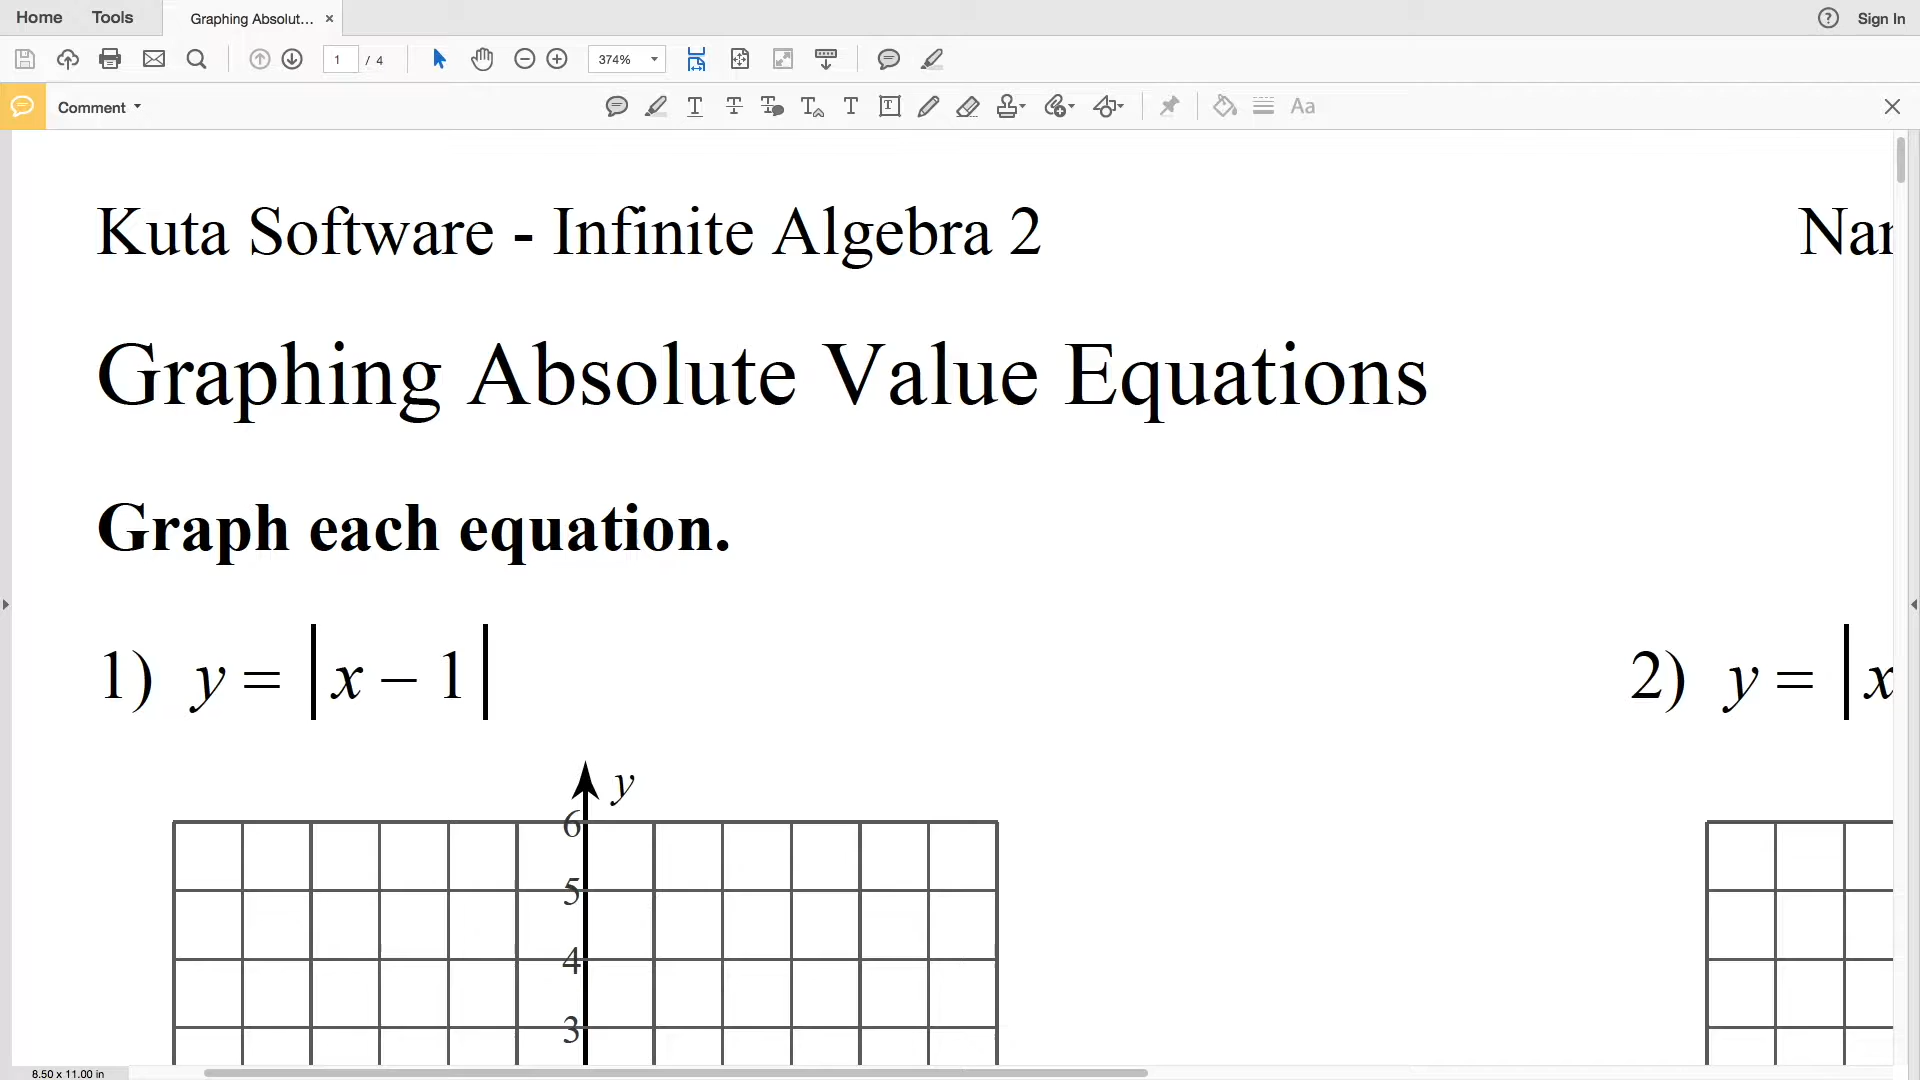 Home Tools Graphing Absolut... × ? Sign In
1 / 4 374%
Comment Aa
Kuta Software - Infinite Algebra 2
Graphing Absolute Value Equations
Graph each equation.
1) y = |x − 1| 2) y = |x
y
6
5
4
3
8.50 x 11.00 in